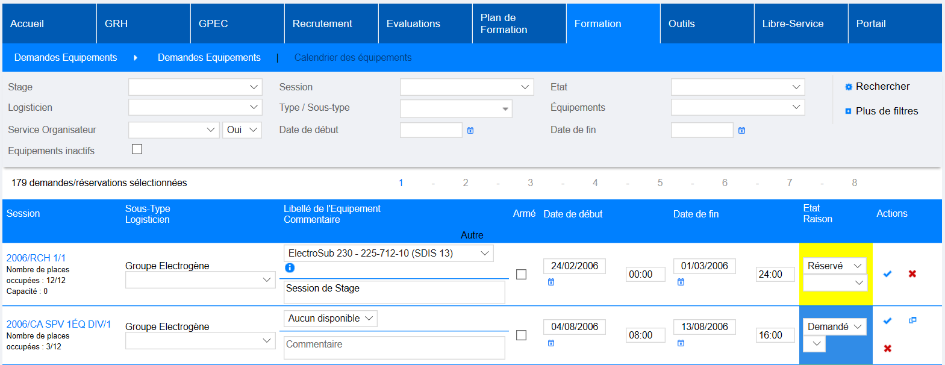 Accueil GRH GPEC Recrutement Evaluations Plan de Formation Formation Outils Libre-Service Portail
Demandes Equipements Demandes Equipements | Calendrier des équipements
Stage Session Etat Rechercher
Logisticien Type / Sous-type Équipements Plus de filtres
Service Organisateur Oui Date de début Date de fin
Equipements inactifs
179 demandes/réservations sélectionnées 1 - 2 - 3 - 4 - 5 - 6 - 7 - 8
Session Sous-Type Libellé de l'Equipement Armé Date de début Date de fin Etat Actions
Logisticien Commentaire Raison
Autre
2006/RCH 1/1 Groupe Electrogène ElectroSub 230 - 225-712-10 (SDIS 13) 24/02/2006 00:00 01/03/2006 24:00 Réservé
Nombre de places
occupées : 12/12
Capacité : 0
Session de Stage
2006/CA SPV 1ÉQ DIV/1 Groupe Electrogène Aucun disponible 04/08/2006 08:00 13/08/2006 16:00 Demandé
Nombre de places
occupées : 3/12
Commentaire